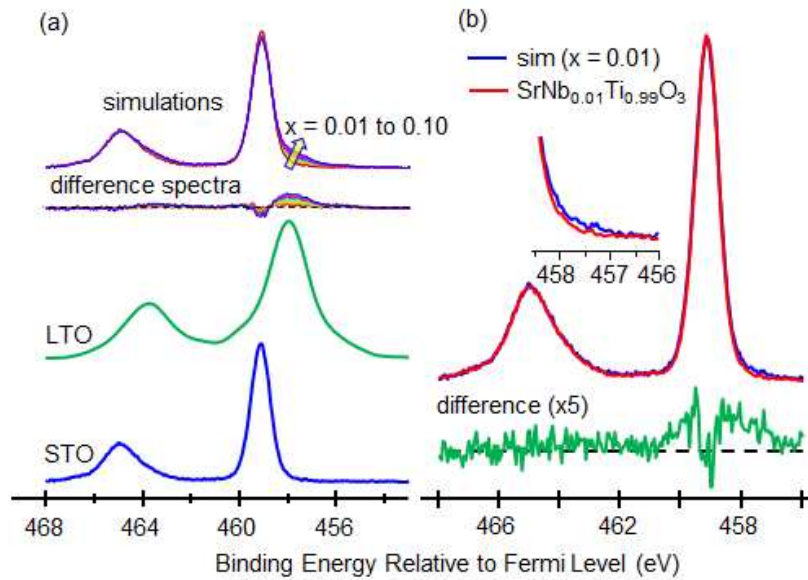 (a)
simulations
x = 0.01 to 0.10
difference spectra
LTO
STO
468 464 460 456
(b)
sim (x = 0.01)
SrNb0.01Ti0.99O3
458 457 456
difference (x5)
466 462 458
Binding Energy Relative to Fermi Level (eV)